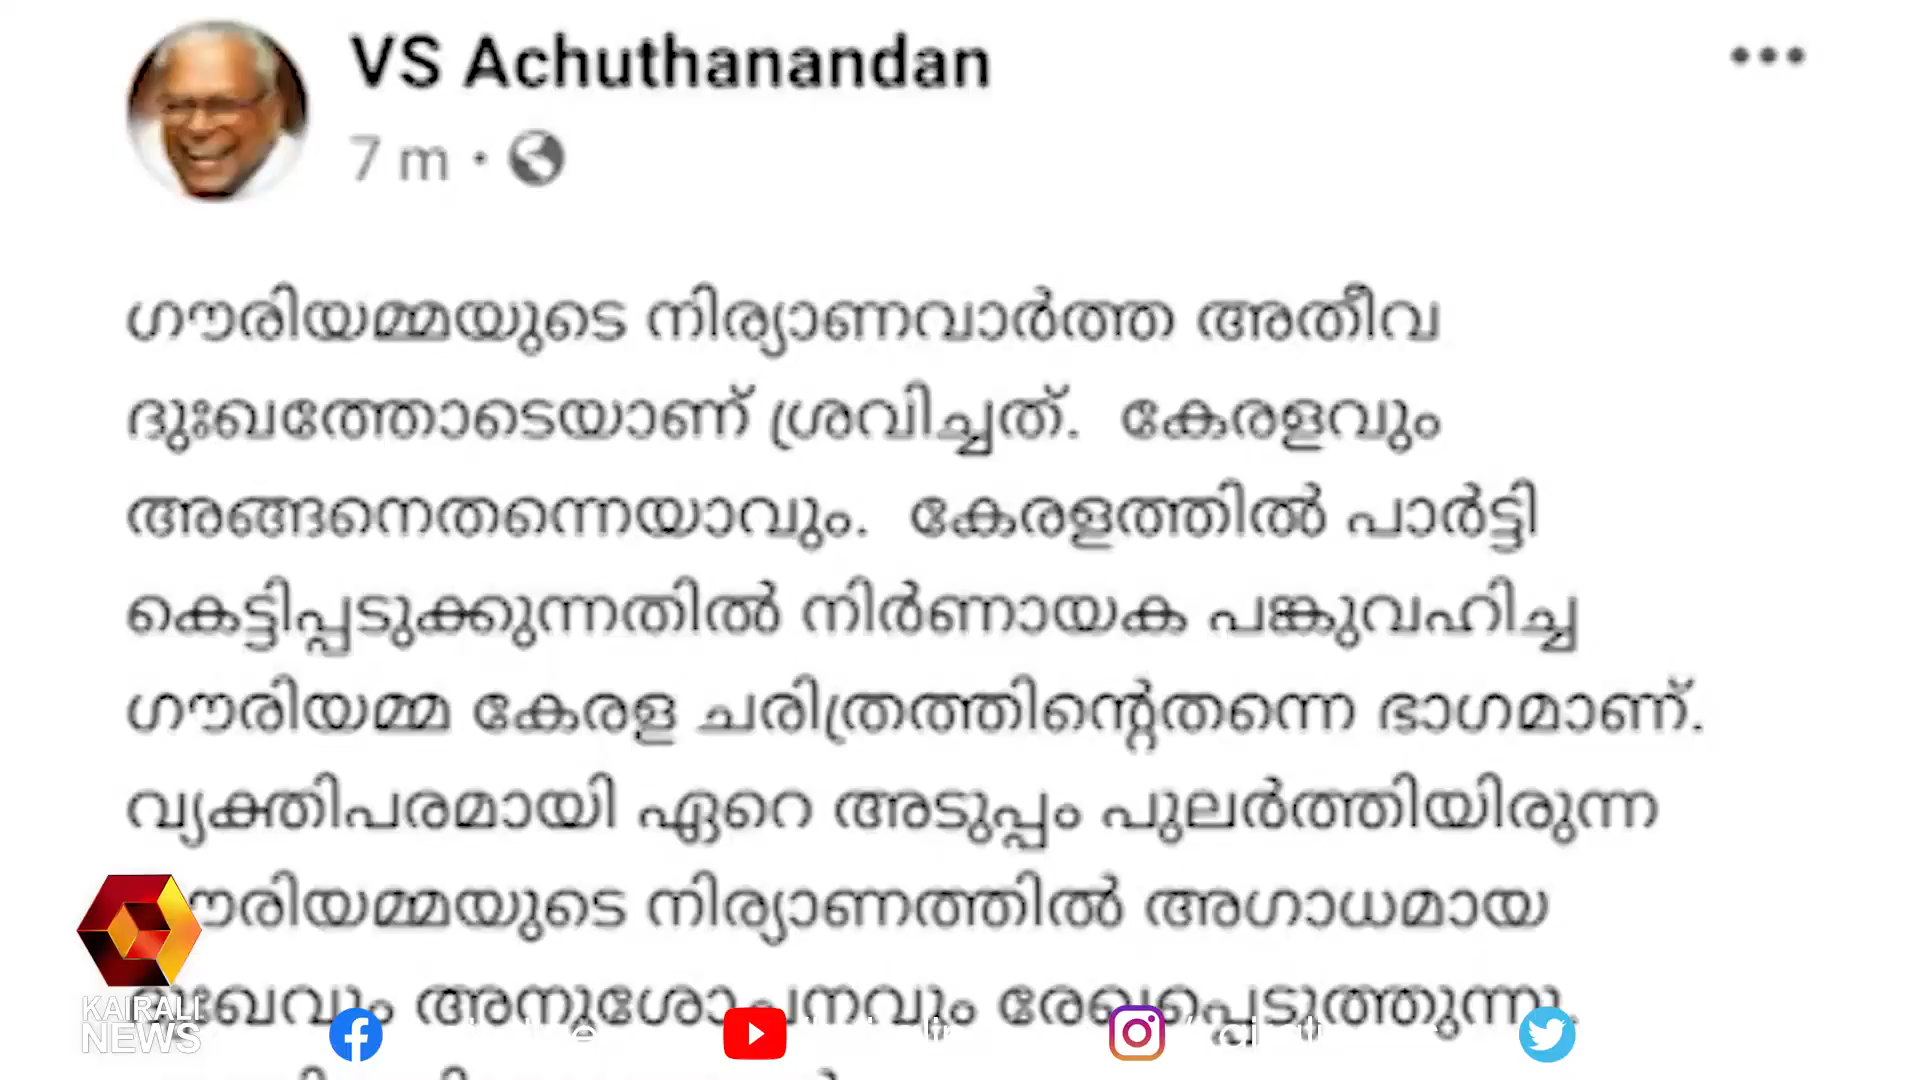 VS Achuthanandan
7 m
ഗൗരിയമ്മയുടെ നിര്യാണവാർത്ത അതീവ
ദുഃഖത്തോടെയാണ് ശ്രവിച്ചത്. കേരളവും
അങ്ങനെതന്നെയാവും. കേരളത്തിൽ പാർട്ടി
കെട്ടിപ്പടുക്കുന്നതിൽ നിർണായക പങ്കുവഹിച്ച
ഗൗരിയമ്മ കേരള ചരിത്രത്തിന്റെതന്നെ ഭാഗമാണ്.
വ്യക്തിപരമായി ഏറെ അടുപ്പം പുലർത്തിയിരുന്ന
ഗൗരിയമ്മയുടെ നിര്യാണത്തിൽ അഗാധമായ
ദുഃഖവും അനുശോചനവും രേഖപ്പെടുത്തുന്നു.
KAIRALI
NEWS